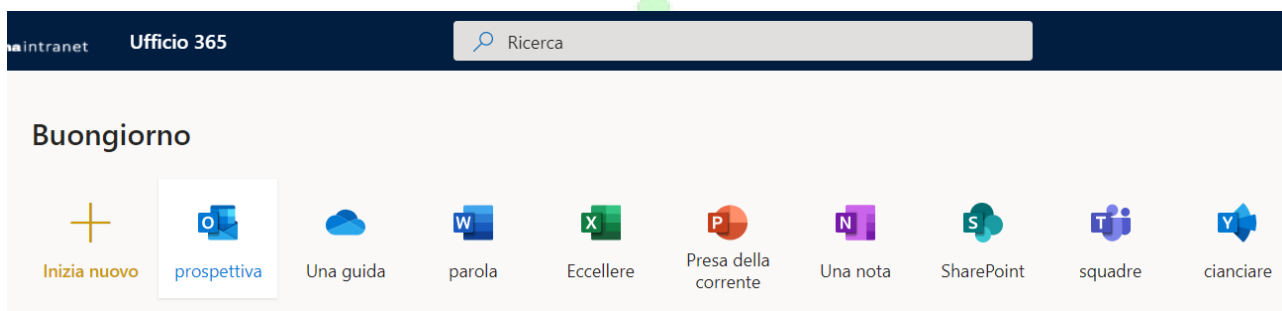 intranet
Ufficio 365
Ricerca
Buongiorno
Inizia nuovo
prospettiva
Una guida
parola
Eccellere
Presa della
corrente
Una nota
SharePoint
squadre
cianciare